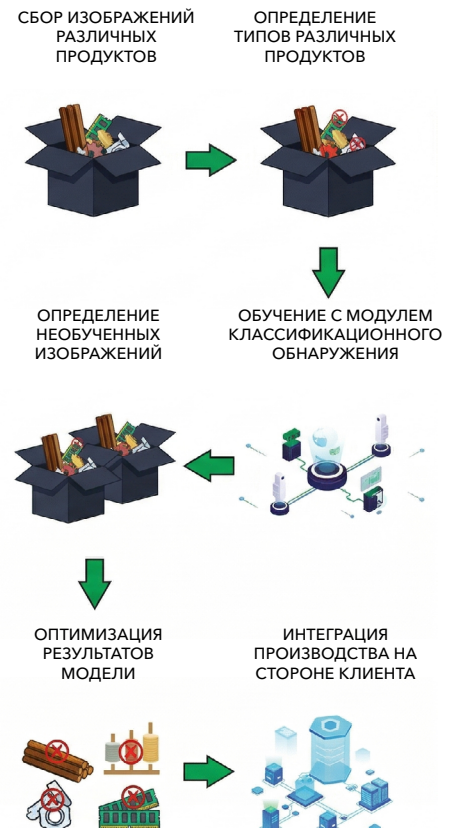 СБОР ИЗОБРАЖЕНИЙ
РАЗЛИЧНЫХ
ПРОДУКТОВ
ОПРЕДЕЛЕНИЕ
ТИПОВ РАЗЛИЧНЫХ
ПРОДУКТОВ
ОПРЕДЕЛЕНИЕ
НЕОБУЧЕННЫХ
ИЗОБРАЖЕНИЙ
ОБУЧЕНИЕ С МОДУЛЕМ
КЛАССИФИКАЦИОННОГО
ОБНАРУЖЕНИЯ
ОПТИМИЗАЦИЯ
РЕЗУЛЬТАТОВ
МОДЕЛИ
ИНТЕГРАЦИЯ
ПРОИЗВОДСТВА НА
СТОРОНЕ КЛИЕНТА